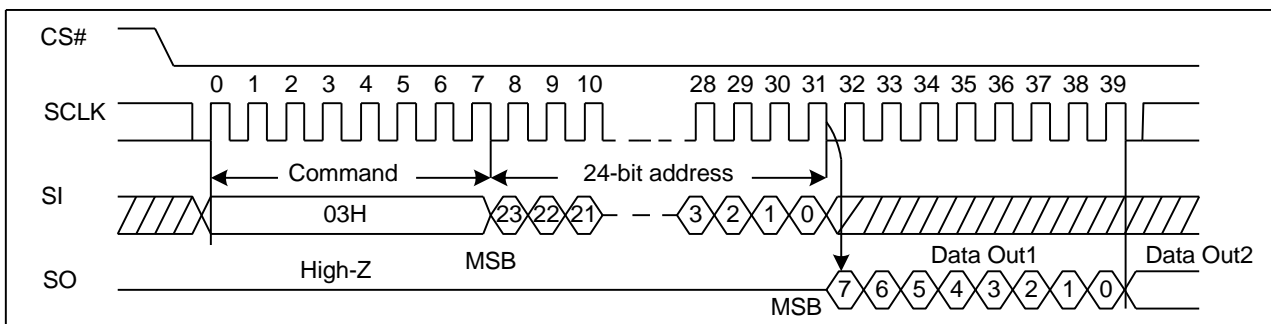 CS#
0 1 2 3 4 5 6 7 8 9 10 28 29 30 31 32 33 34 35 36 37 38 39
SCLK
Command 24-bit address
SI
03H 23 22 21 3 2 1 0
High-Z MSB Data Out1 Data Out2
SO
MSB 7 6 5 4 3 2 1 0